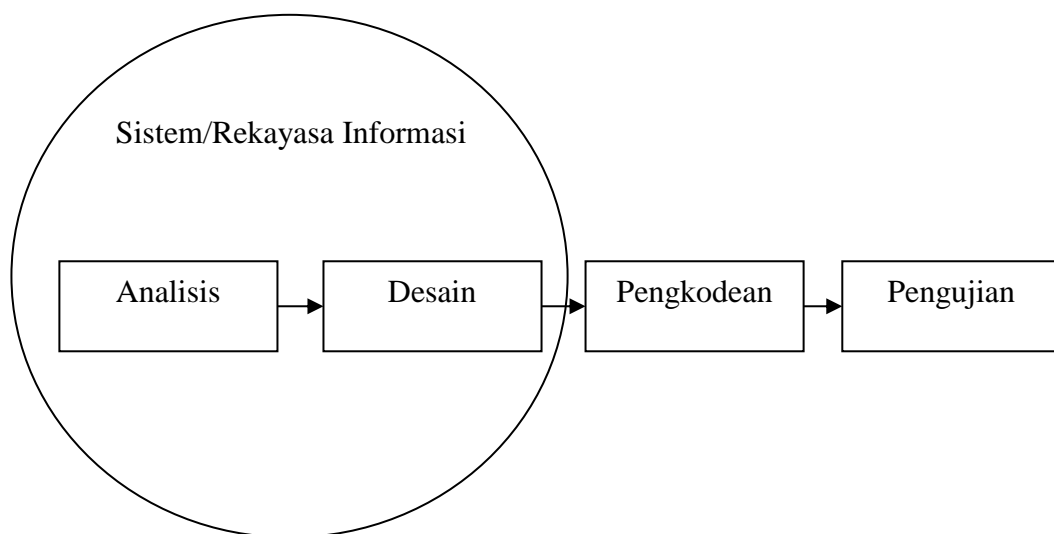 Sistem/Rekayasa Informasi
Analisis
Desain
Pengkodean
Pengujian